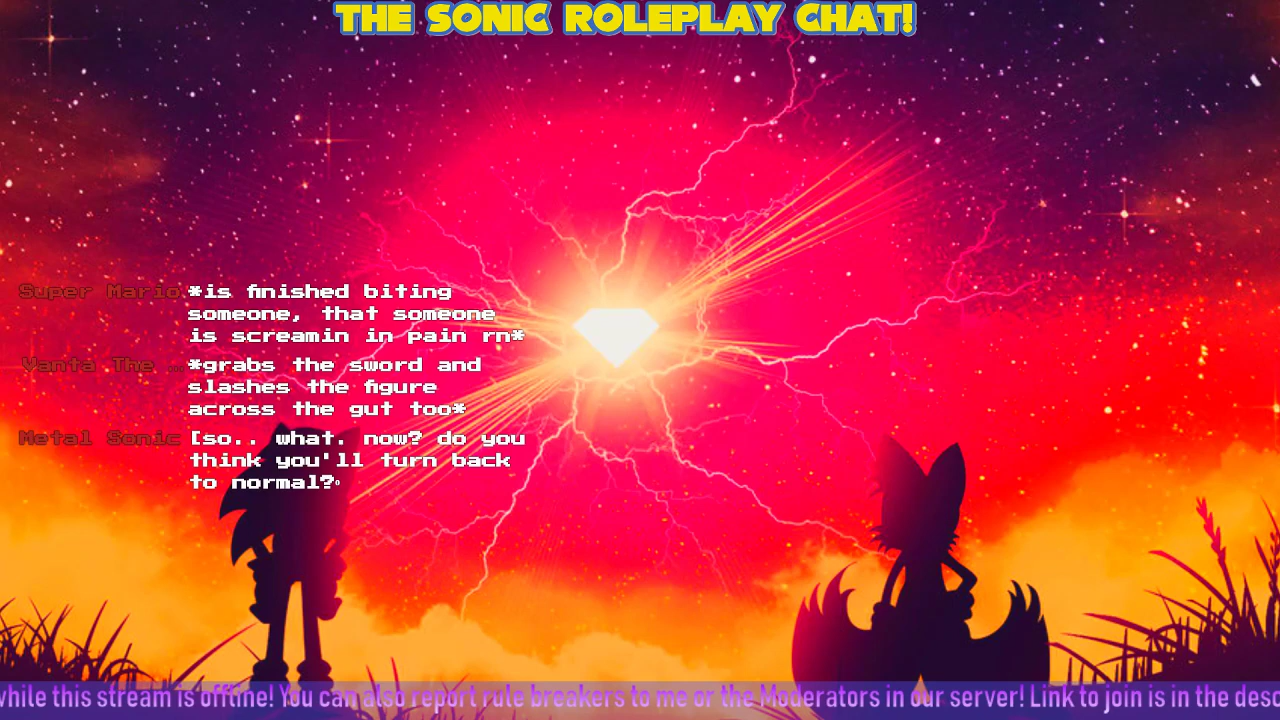 THE SONIC ROLEPLAY CHAT!
Super Mario *is finished biting
someone, that someone
is screamin in pain rn*
Vanta The ... *grabs the sword and
slashes the figure
across the gut too*
Metal Sonic [so.. what. now? do you
think you'll turn back
to normal?
while this stream is offline! You can also report rule breakers to me or the Moderators in our server! Link to join is in the desc